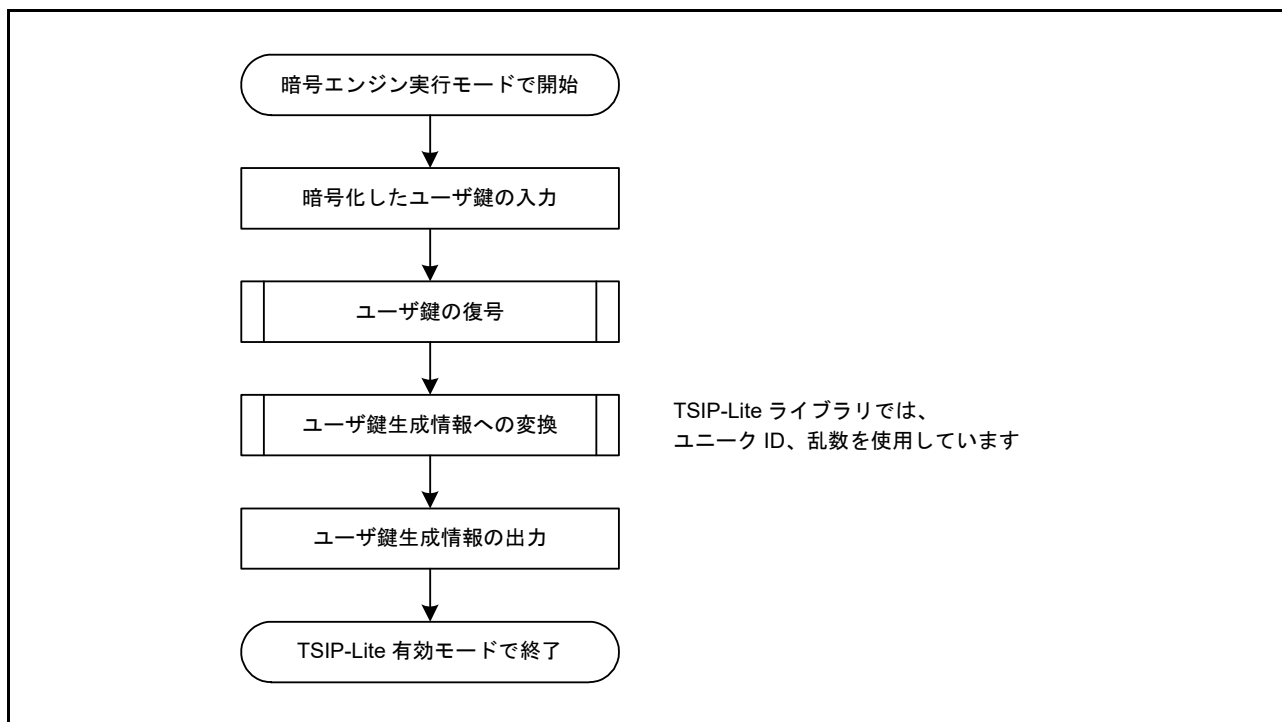 暗号エンジン実行モードで開始
暗号化したユーザ鍵の入力
ユーザ鍵の復号
ユーザ鍵生成情報への変換
TSIP-Lite ライブラリでは、
ユニーク ID、乱数を使用しています
ユーザ鍵生成情報の出力
TSIP-Lite 有効モードで終了